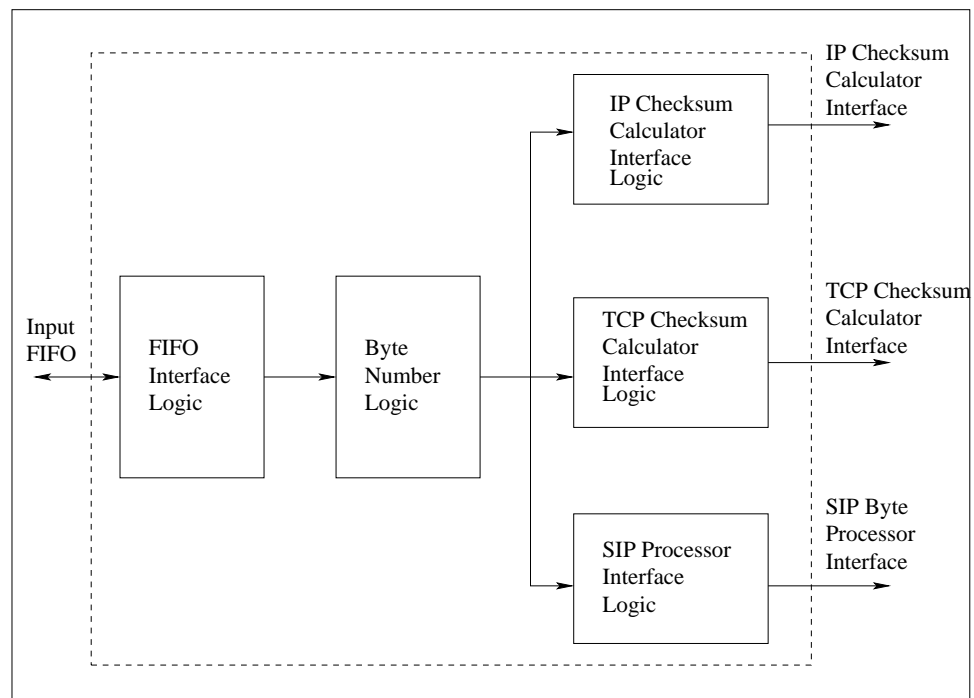 IP Checksum
Calculator
Interface
IP Checksum
Calculator
Interface
Logic
TCP Checksum
Calculator
Interface
Input
FIFO
FIFO
Interface
Logic
Byte
Number
Logic
TCP Checksum
Calculator
Interface
Logic
SIP Byte
Processor
Interface
SIP Processor
Interface
Logic